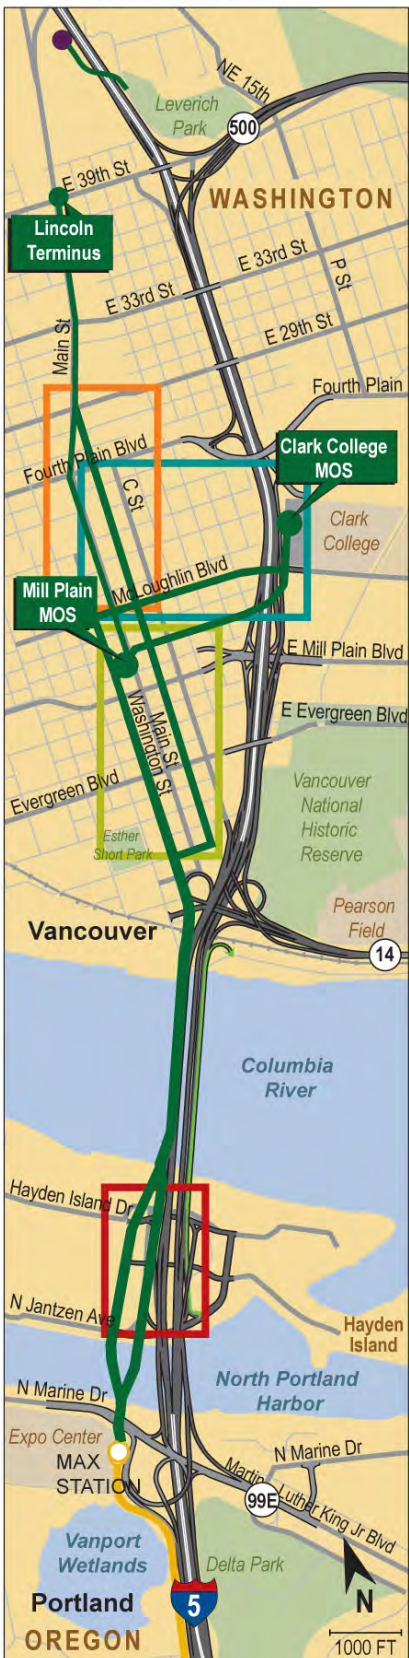 NE 15th
Leverich
Park
500
E 39th St
WASHINGTON
Lincoln
Terminus
E 33rd St
P St
E 33rd St
E 29th St
Main St
Fourth Plain
Fourth Plain Blvd
Clark College
MOS
C St
Clark
College
McLoughlin Blvd
Mill Plain
MOS
E Mill Plain Blvd
Main St
Washington St
E Evergreen Blvd
Evergreen Blvd
Vancouver
National
Historic
Reserve
Esther
Short Park
Pearson
Field
Vancouver
14
Columbia
River
Hayden Island Dr
N Jantzen Ave
Hayden
Island
North Portland
Harbor
N Marine Dr
Expo Center
MAX
STATION
N Marine Dr
99E
Martin Luther King Jr Blvd
Vanport
Wetlands
Delta Park
Portland
5
N
OREGON
1000 FT